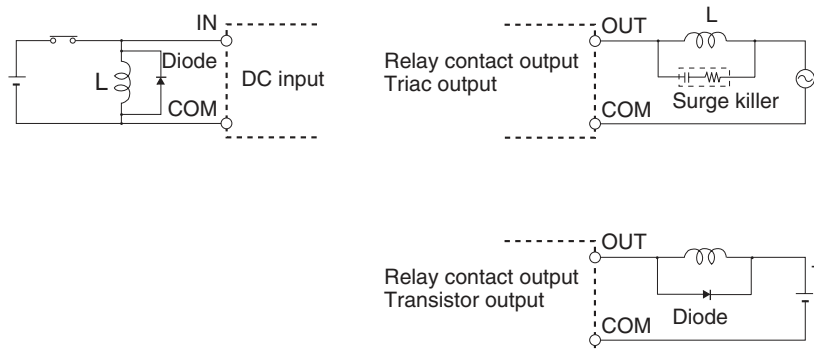 IN
Diode
L
DC input
COM
OUT
L
Relay contact output
Triac output
Surge killer
COM
OUT
Relay contact output
Transistor output
Diode
COM